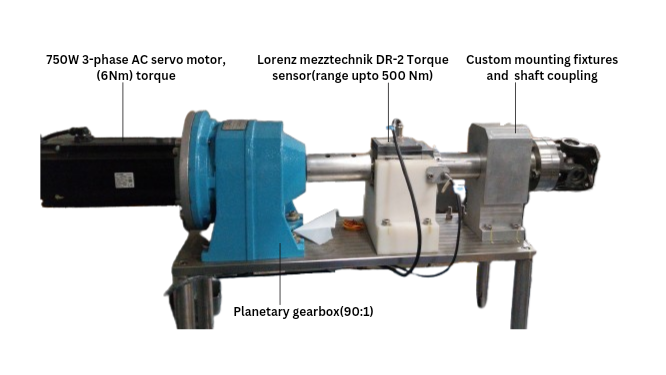 750W 3-phase AC servo motor,
(6Nm) torque
Lorenz mezztechnik DR-2 Torque
sensor(range upto 500 Nm)
Custom mounting fixtures
and shaft coupling
Planetary gearbox(90:1)